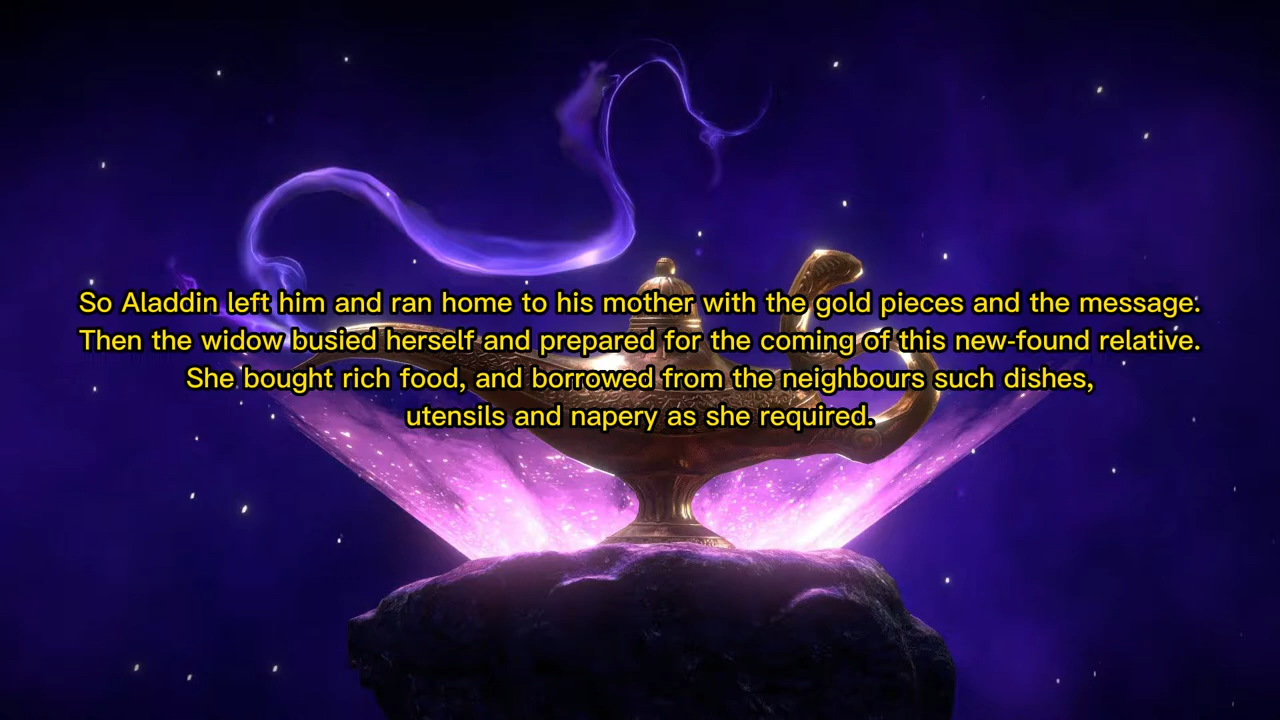 So Aladdin left him and ran home to his mother with the gold pieces and the message.
Then the widow busied herself and prepared for the coming of this new-found relative.
She bought rich food, and borrowed from the neighbours such dishes,
utensils and napery as she required.